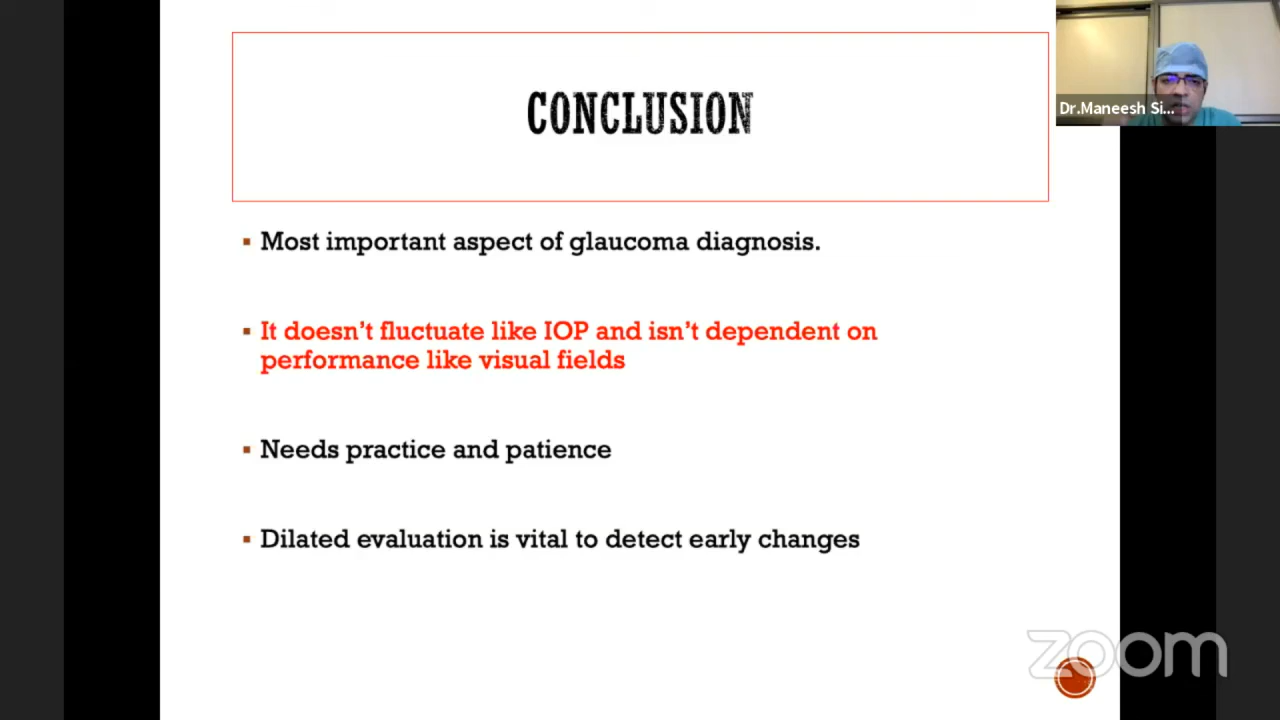 CONCLUSION
Dr.Maneesh Si...
Most important aspect of glaucoma diagnosis.
It doesn’t fluctuate like IOP and isn’t dependent on
performance like visual fields
Needs practice and patience
Dilated evaluation is vital to detect early changes
zoom